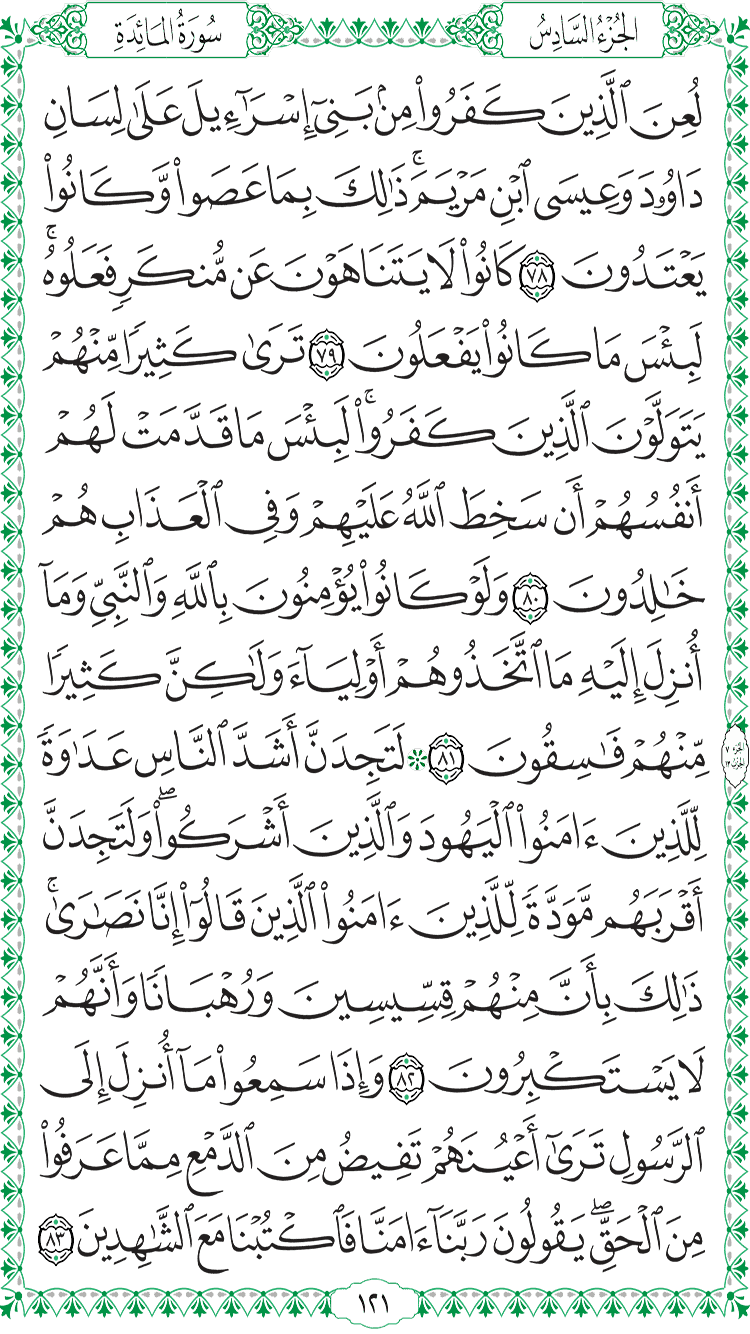 الجُزْءُ السَّادِسُ
سُورَةُ المَائِدَةِ
لُعِنَ ٱلَّذِينَ كَفَرُوا۟ مِنۢ بَنِىٓ إِسْرَٰٓءِيلَ عَلَىٰ لِسَانِ
دَاوُۥدَ وَعِيسَى ٱبْنِ مَرْيَمَ ۚ ذَٰلِكَ بِمَا عَصَوا۟ وَّكَانُوا۟
يَعْتَدُونَ ٧٨ كَانُوا۟ لَا يَتَنَاهَوْنَ عَن مُّنكَرٍ فَعَلُوهُ ۚ
لَبِئْسَ مَا كَانُوا۟ يَفْعَلُونَ ٧٩ تَرَىٰ كَثِيرًا مِّنْهُمْ
يَتَوَلَّوْنَ ٱلَّذِينَ كَفَرُوا۟ ۚ لَبِئْسَ مَا قَدَّمَتْ لَهُمْ
أَنفُسُهُمْ أَن سَخِطَ ٱللَّهُ عَلَيْهِمْ وَفِى ٱلْعَذَابِ هُمْ
خَٰلِدُونَ ٨٠ وَلَوْ كَانُوا۟ يُؤْمِنُونَ بِٱللَّهِ وَٱلنَّبِىِّ وَمَآ
أُنزِلَ إِلَيْهِ مَا ٱتَّخَذُوهُمْ أَوْلِيَآءَ وَلَٰكِنَّ كَثِيرًا
مِّنْهُمْ فَٰسِقُونَ ٨١ ۞ لَتَجِدَنَّ أَشَدَّ ٱلنَّاسِ عَدَٰوَةً
لِّلَّذِينَ ءَامَنُوا۟ ٱلْيَهُودَ وَٱلَّذِينَ أَشْرَكُوا۟ ۖ وَلَتَجِدَنَّ
أَقْرَبَهُم مَّوَدَّةً لِّلَّذِينَ ءَامَنُوا۟ ٱلَّذِينَ قَالُوٓا۟ إِنَّا نَصَٰرَىٰ ۚ
ذَٰلِكَ بِأَنَّ مِنْهُمْ قِسِّيسِينَ وَرُهْبَانًا وَأَنَّهُمْ
لَا يَسْتَكْبِرُونَ ٨٢ وَإِذَا سَمِعُوا۟ مَآ أُنزِلَ إِلَى
ٱلرَّسُولِ تَرَىٰٓ أَعْيُنَهُمْ تَفِيضُ مِنَ ٱلدَّمْعِ مِمَّا عَرَفُوا۟
مِنَ ٱلْحَقِّ ۖ يَقُولُونَ رَبَّنَآ ءَامَنَّا فَٱكْتُبْنَا مَعَ ٱلشَّٰهِدِينَ ٨٣
الجزء ٧
الحزب ١٣
١٢١